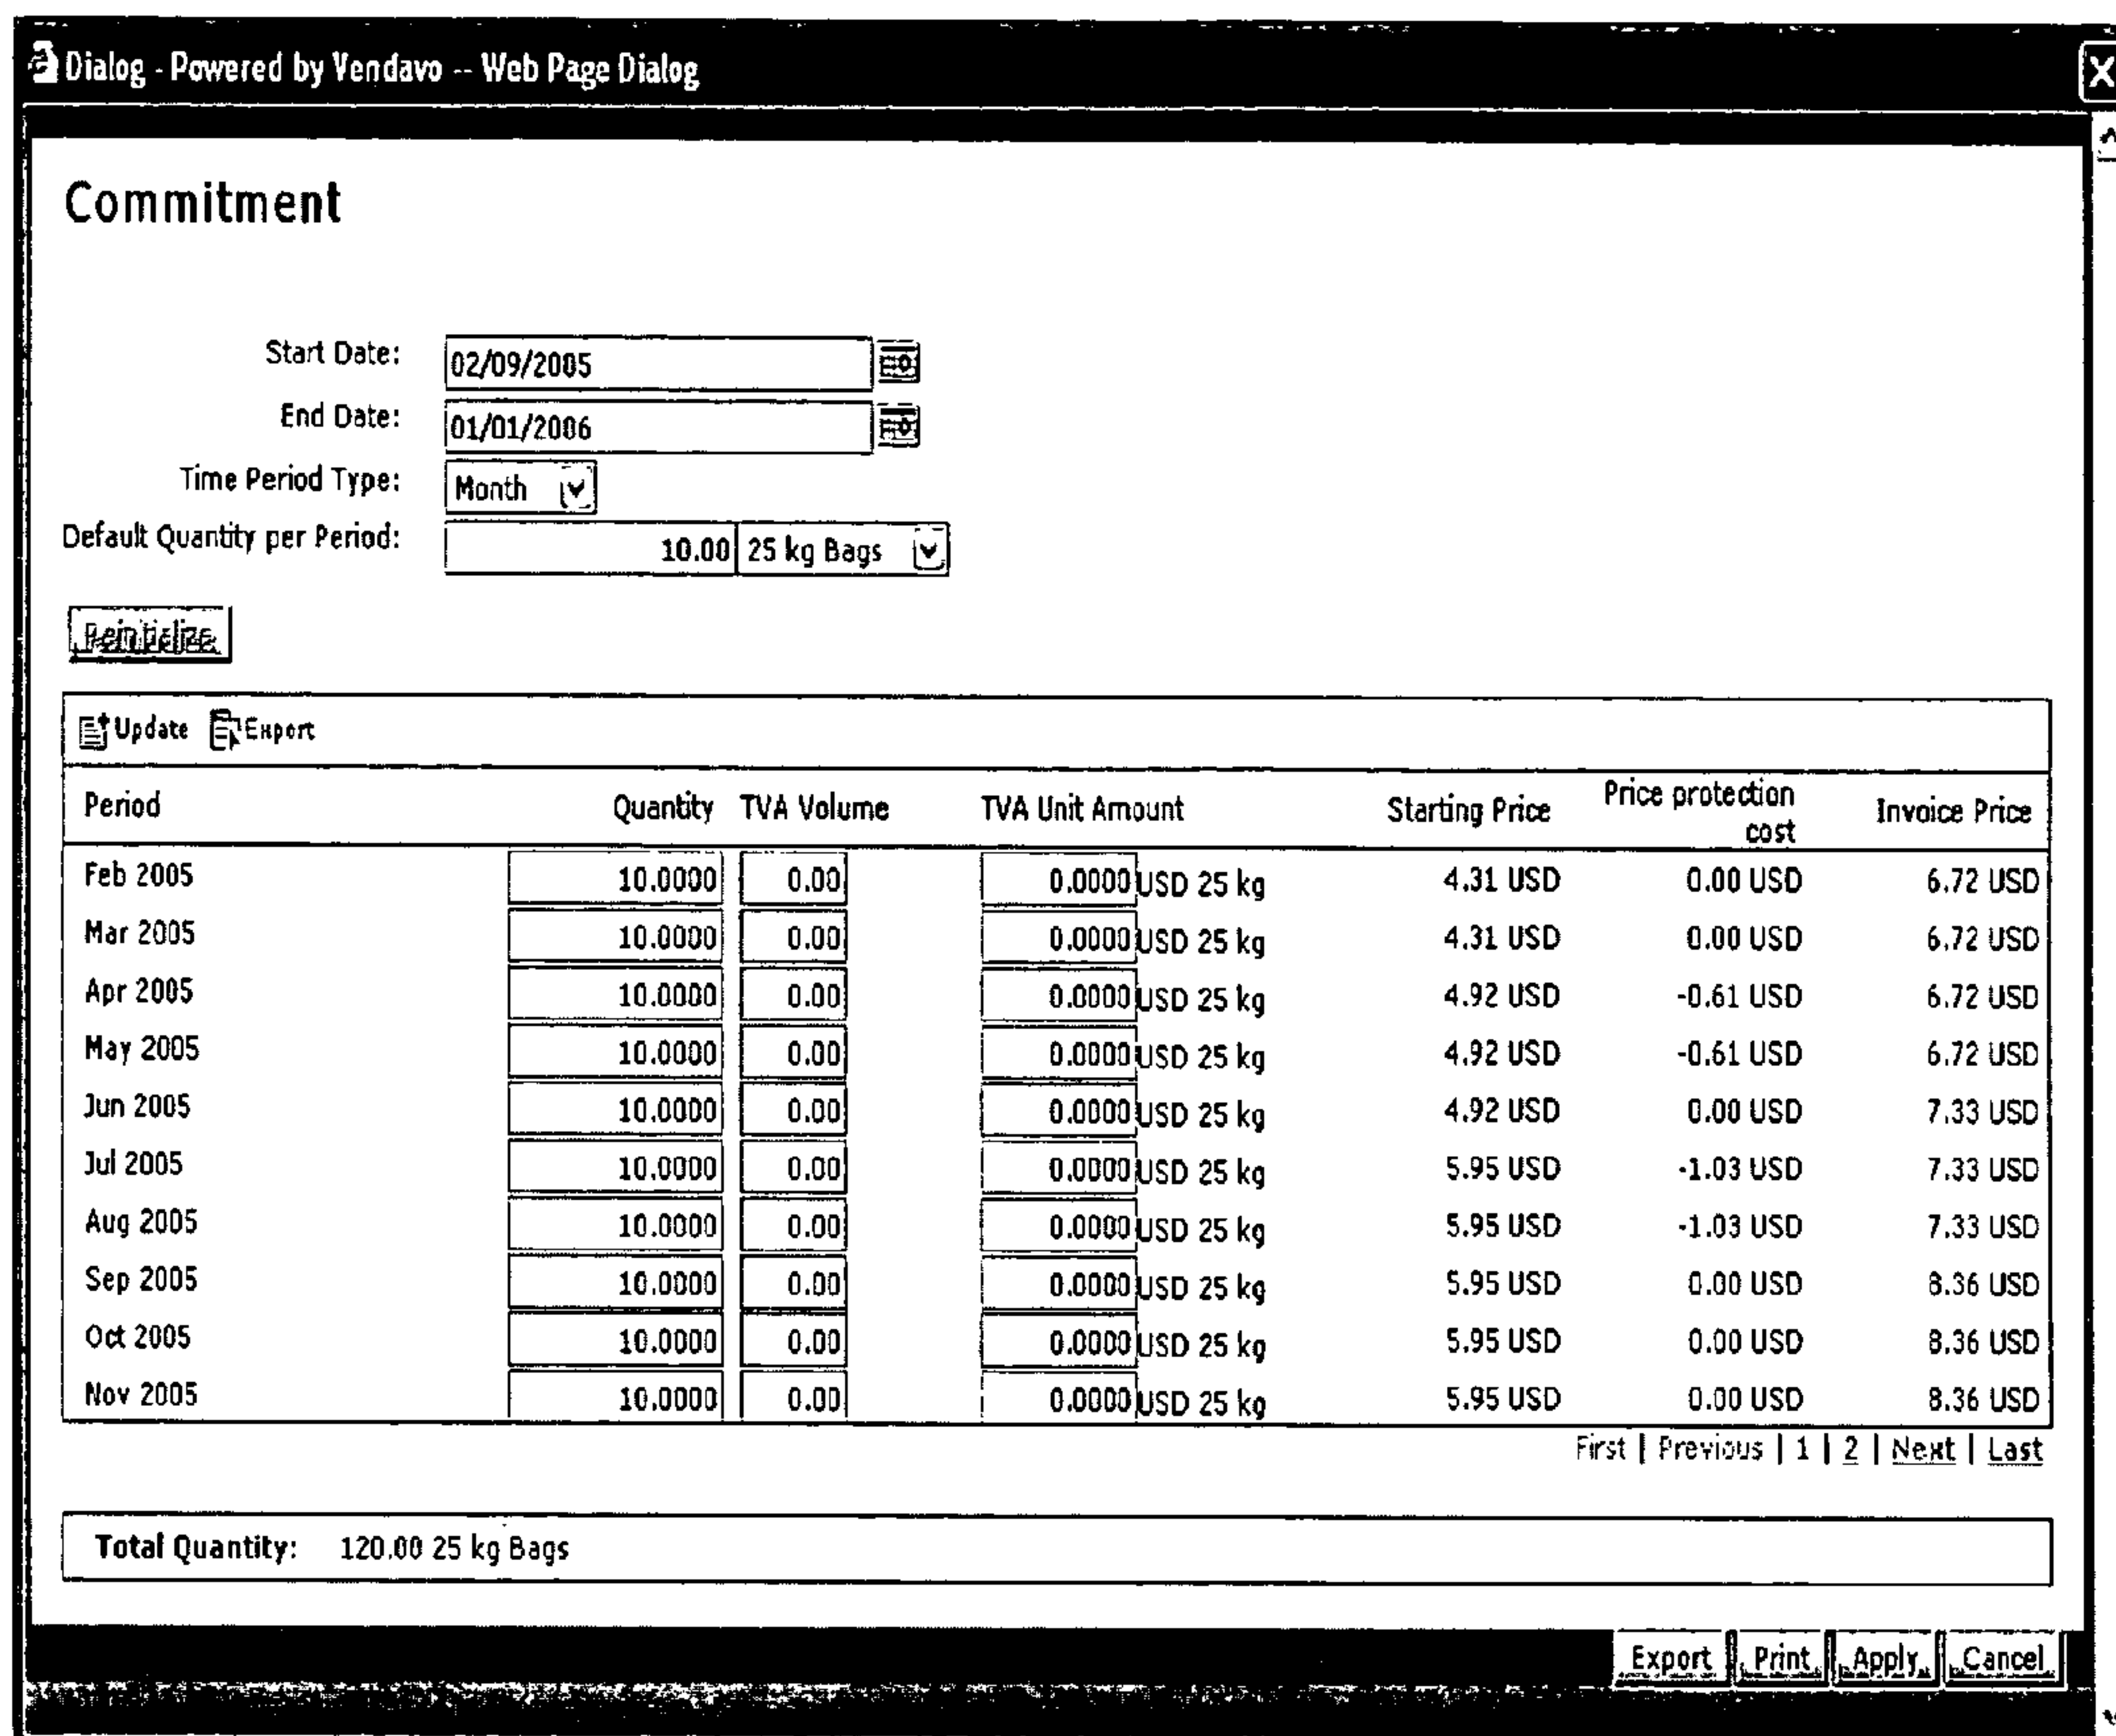 Dialog - Powered by Vendavo -- Web Page Dialog
Commitment
Start Date: 02/09/2005
End Date: 01/01/2006
Time Period Type: Month
Default Quantity per Period: 10.00 25 kg Bags
Reinitialize
Update Export
Period Quantity TVA Volume TVA Unit Amount Starting Price Price protection cost Invoice Price
Feb 2005 10.0000 0.00 0.0000 USD 25 kg 4.31 USD 0.00 USD 6.72 USD
Mar 2005 10.0000 0.00 0.0000 USD 25 kg 4.31 USD 0.00 USD 6.72 USD
Apr 2005 10.0000 0.00 0.0000 USD 25 kg 4.92 USD -0.61 USD 6.72 USD
May 2005 10.0000 0.00 0.0000 USD 25 kg 4.92 USD -0.61 USD 6.72 USD
Jun 2005 10.0000 0.00 0.0000 USD 25 kg 4.92 USD 0.00 USD 7.33 USD
Jul 2005 10.0000 0.00 0.0000 USD 25 kg 5.95 USD -1.03 USD 7.33 USD
Aug 2005 10.0000 0.00 0.0000 USD 25 kg 5.95 USD -1.03 USD 7.33 USD
Sep 2005 10.0000 0.00 0.0000 USD 25 kg 5.95 USD 0.00 USD 8.36 USD
Oct 2005 10.0000 0.00 0.0000 USD 25 kg 5.95 USD 0.00 USD 8.36 USD
Nov 2005 10.0000 0.00 0.0000 USD 25 kg 5.95 USD 0.00 USD 8.36 USD
First | Previous | 1 | 2 | Next | Last
Total Quantity: 120.00 25 kg Bags
Export Print Apply Cancel